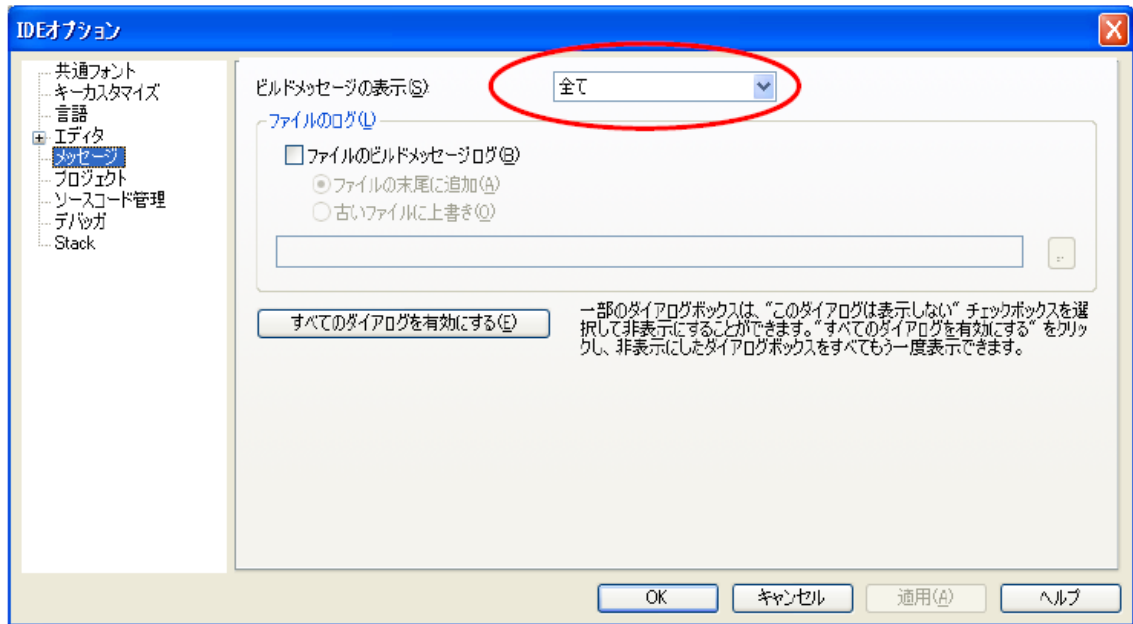 IDEオプション
共通フォント
キーカスタマイズ
言語
エディタ
メッセージ
プロジェクト
ソースコード管理
デバッガ
Stack
ビルドメッセージの表示(S)
全て
ファイルのログ(L)
ファイルのビルドメッセージログ(B)
ファイルの末尾に追加(A)
古いファイルに上書き(O)
..
すべてのダイアログを有効にする(E)
一部のダイアログボックスは、“このダイアログは表示しない” チェックボックスを選
択して非表示にすることができます。“すべてのダイアログを有効にする” をクリッ
クし、非表示にしたダイアログボックスをすべてもう一度表示できます。
OK
キャンセル
適用(A)
ヘルプ